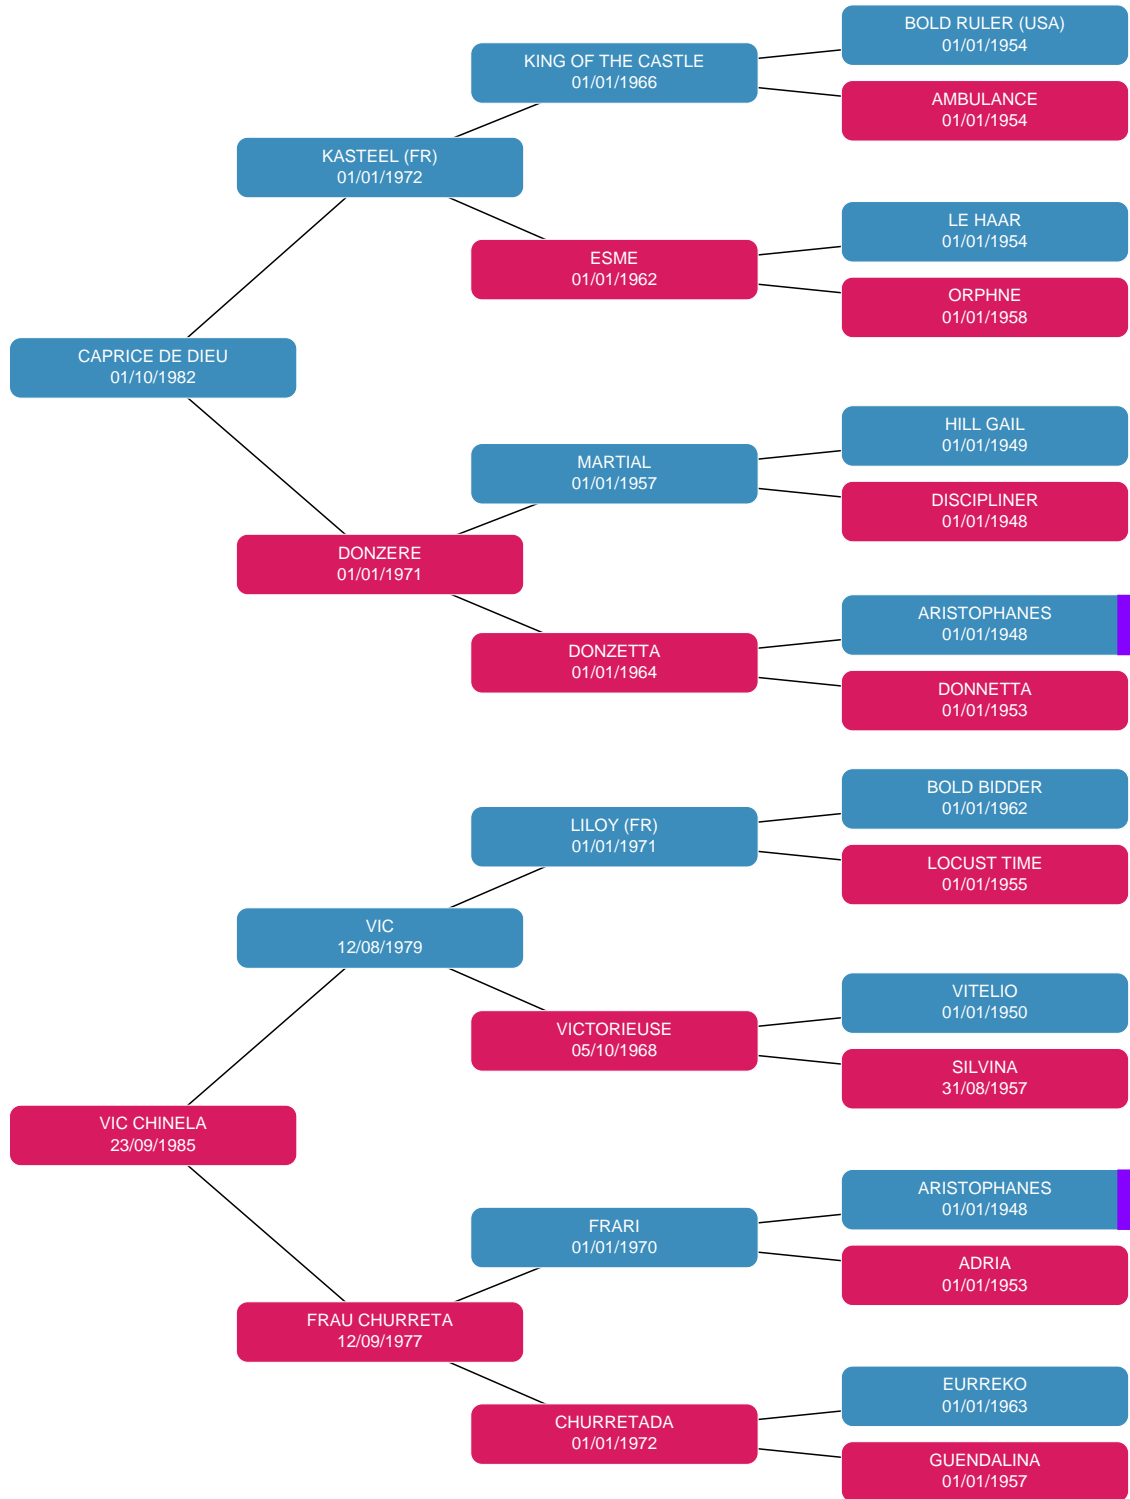 BOLD RULER (USA)
01/01/1954
KING OF THE CASTLE
01/01/1966
AMBULANCE
01/01/1954
KASTEEL (FR)
01/01/1972
LE HAAR
01/01/1954
ESME
01/01/1962
ORPHNE
01/01/1958
CAPRICE DE DIEU
01/10/1982
HILL GAIL
01/01/1949
MARTIAL
01/01/1957
DISCIPLINER
01/01/1948
DONZERE
01/01/1971
ARISTOPHANES
01/01/1948
DONZETTA
01/01/1964
DONNETTA
01/01/1953
BOLD BIDDER
01/01/1962
LILOY (FR)
01/01/1971
LOCUST TIME
01/01/1955
VIC
12/08/1979
VITELIO
01/01/1950
VICTORIEUSE
05/10/1968
SILVINA
31/08/1957
VIC CHINELA
23/09/1985
ARISTOPHANES
01/01/1948
FRARI
01/01/1970
ADRIA
01/01/1953
FRAU CHURRETA
12/09/1977
EURREKO
01/01/1963
CHURRETADA
01/01/1972
GUENDALINA
01/01/1957